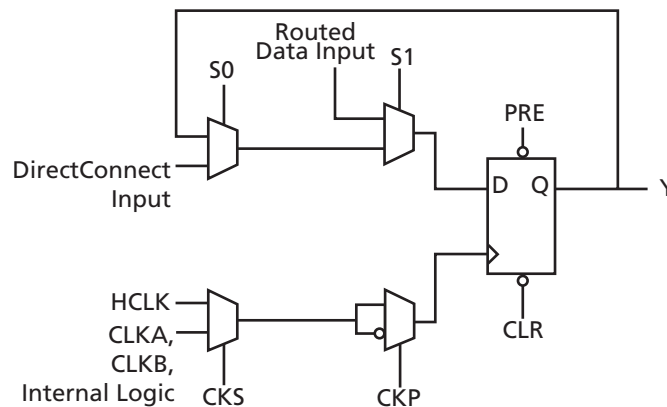 Routed
Data Input
S1
S0
PRE
DirectConnect
Input
D Q
Y
HCLK
CLKA,
CLKB,
Internal Logic
CKS
CKP
CLR